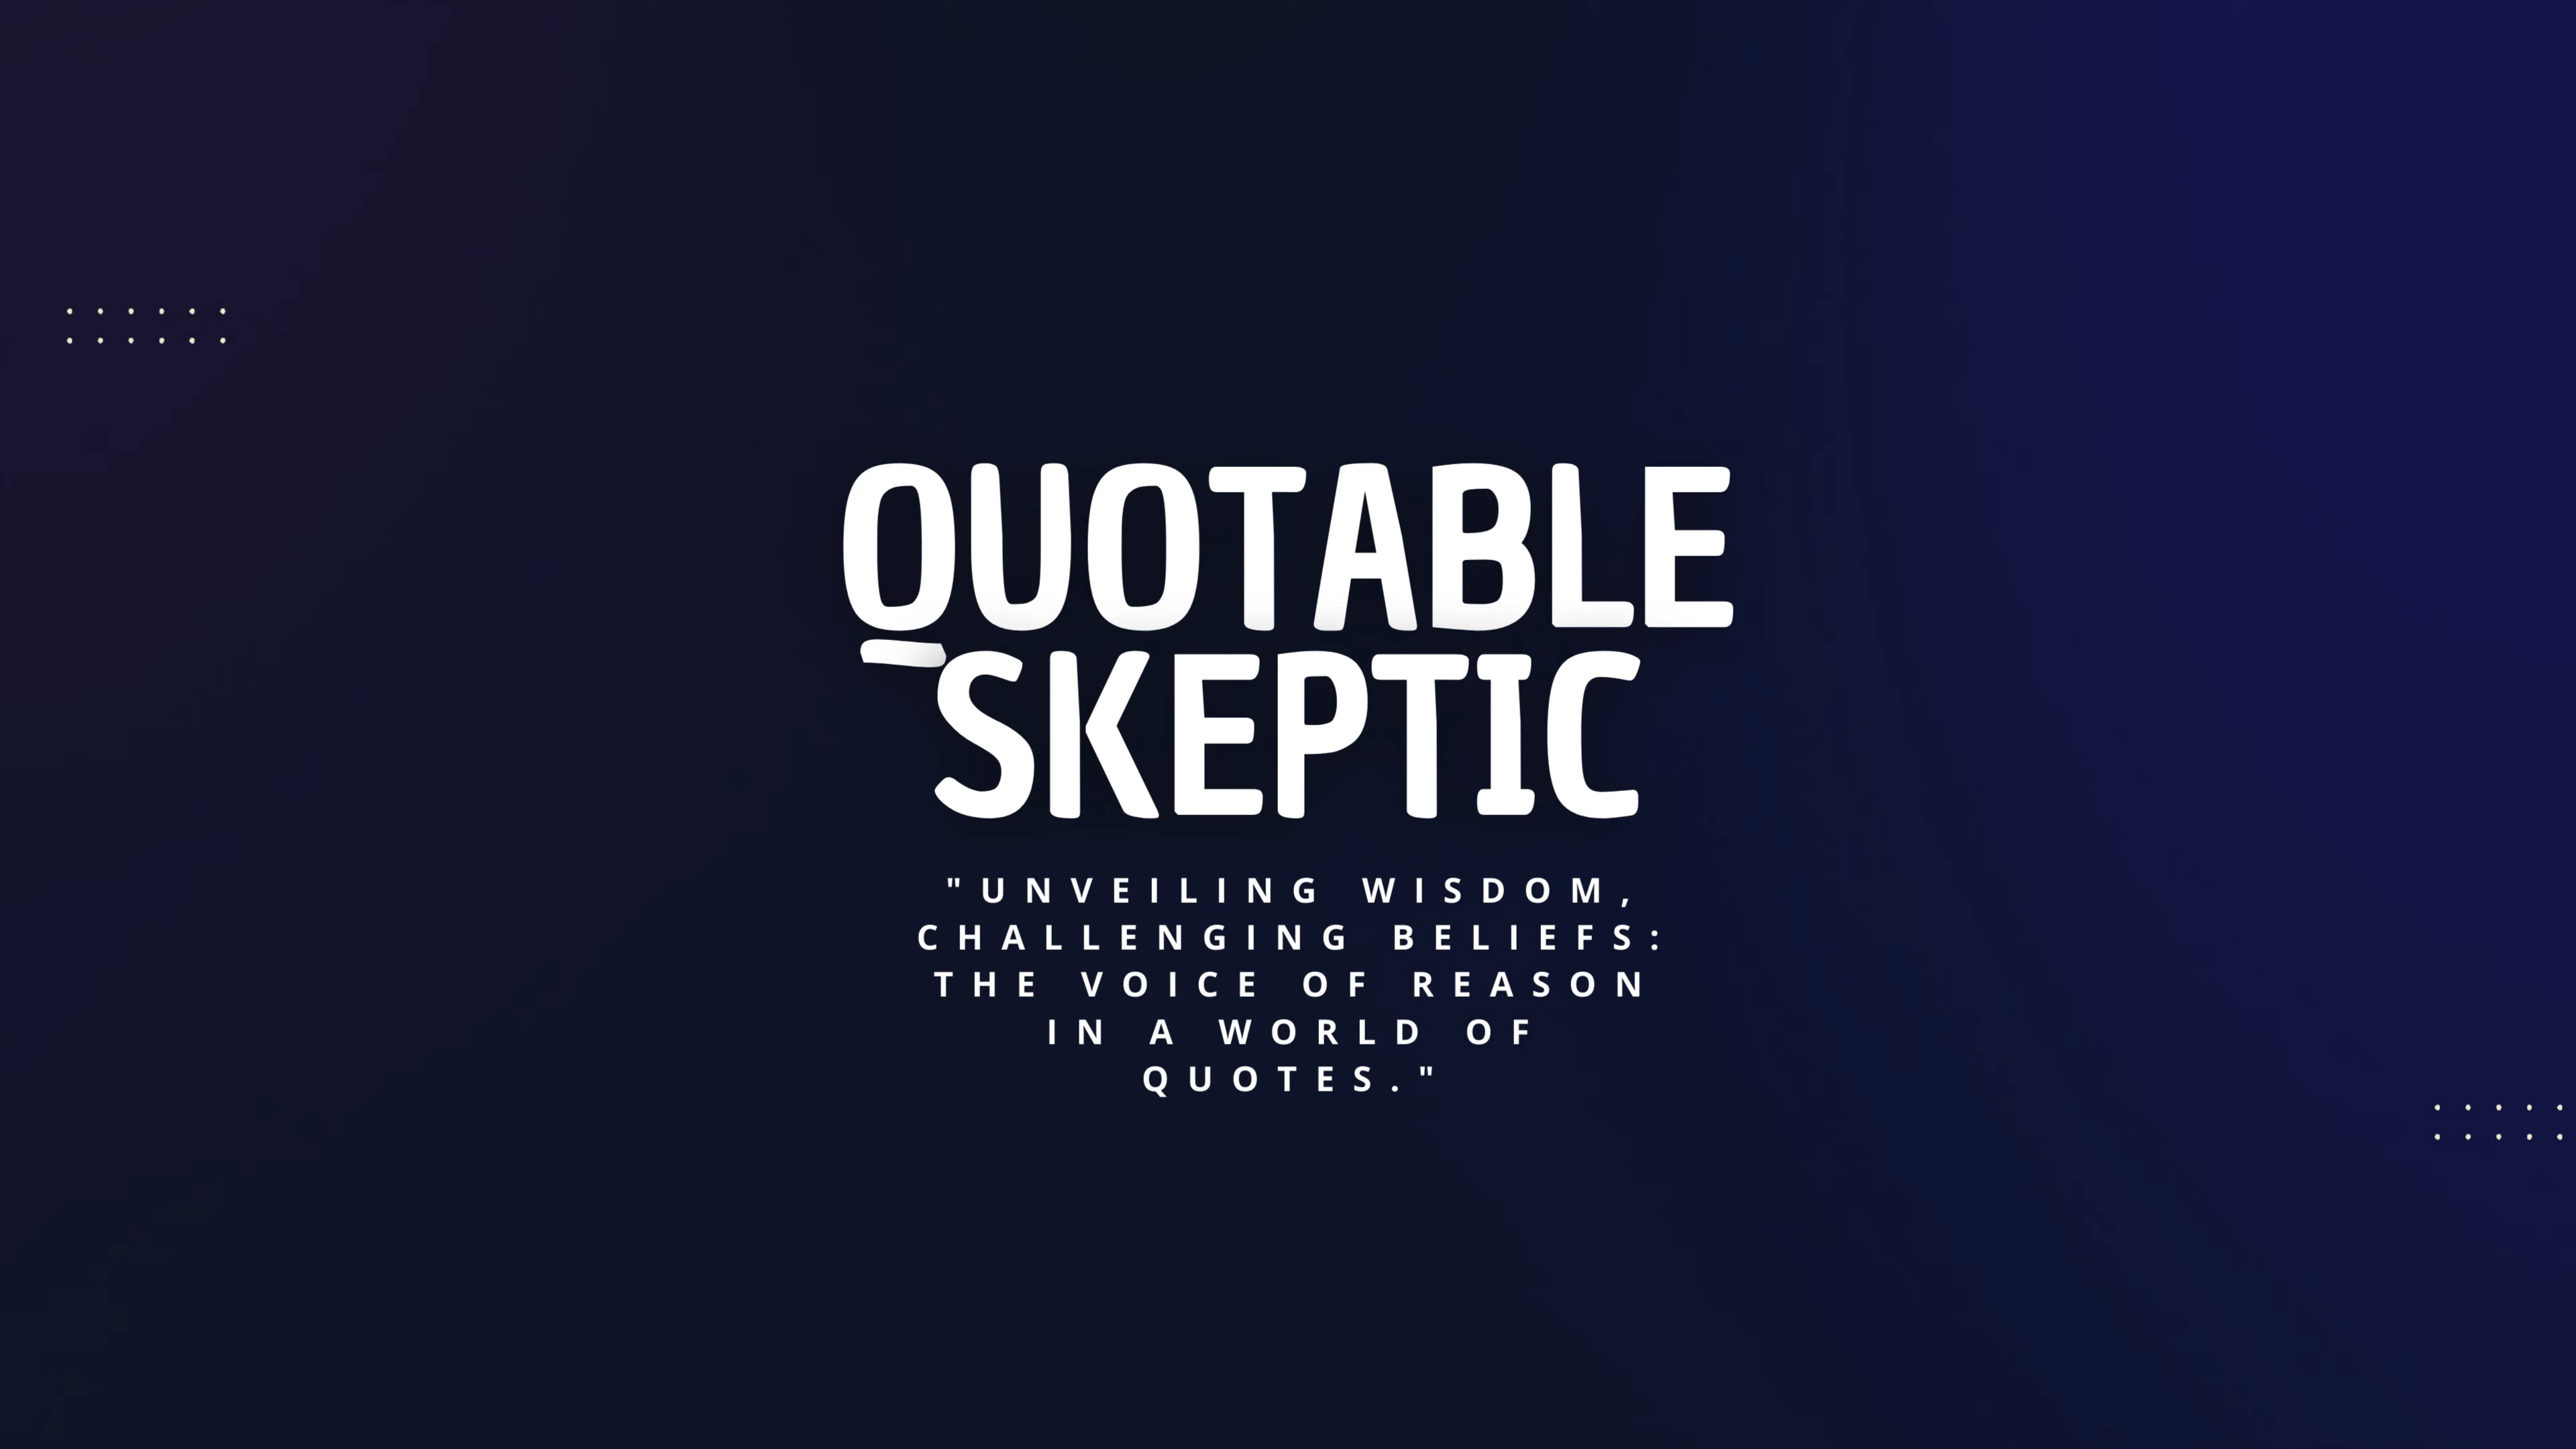 QUOTABLE
SKEPTIC
"UNVEILING WISDOM,
CHALLENGING BELIEFS:
THE VOICE OF REASON
IN A WORLD OF
QUOTES."